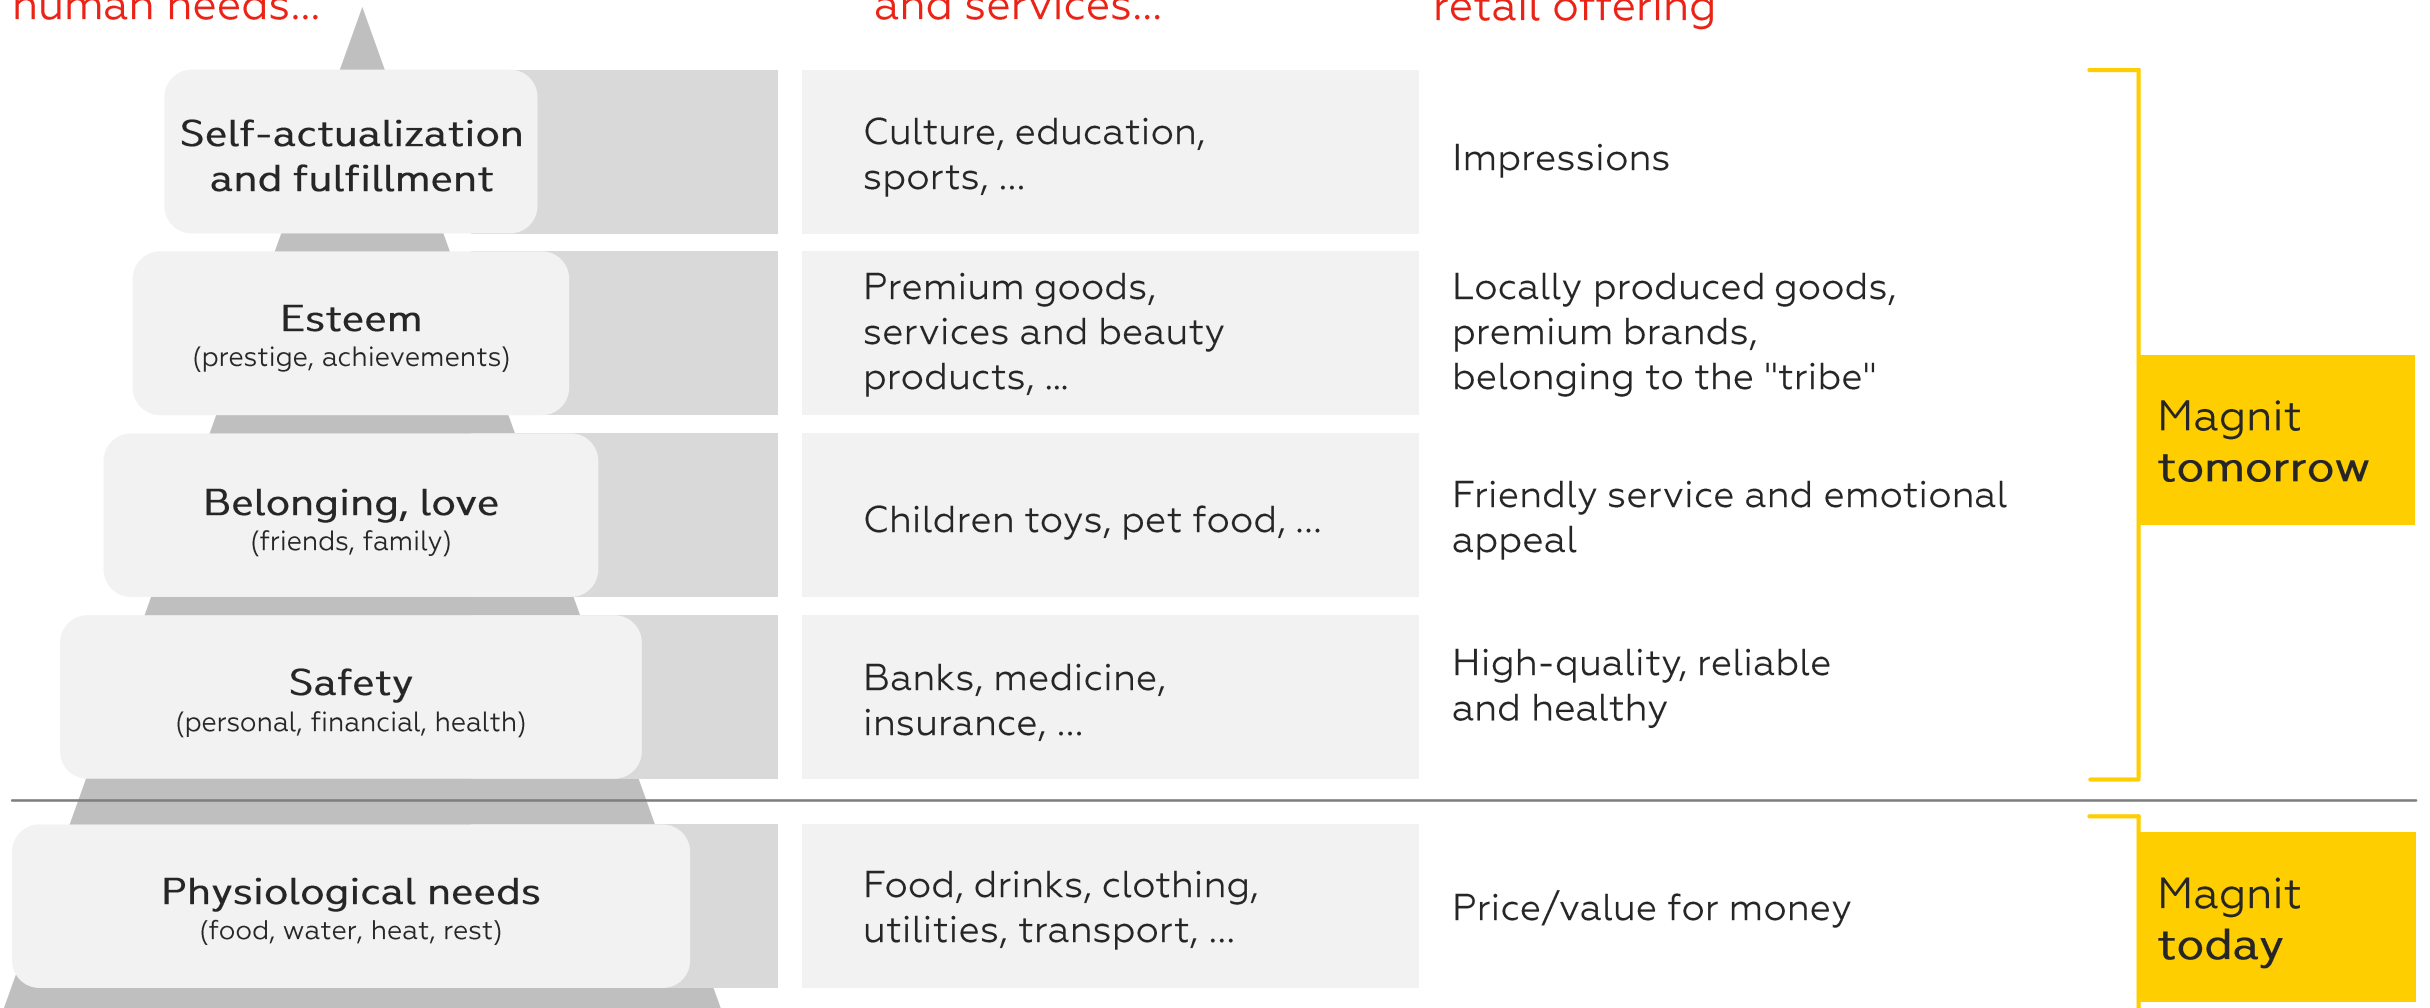 human needs...
and services...
retail offering
Self-actualization
and fulfillment
Culture, education,
sports, ...
Impressions
Esteem
(prestige, achievements)
Premium goods,
services and beauty
products, ...
Locally produced goods,
premium brands,
belonging to the "tribe"
Magnit
tomorrow
Belonging, love
(friends, family)
Children toys, pet food, ...
Friendly service and emotional
appeal
Safety
(personal, financial, health)
Banks, medicine,
insurance, ...
High-quality, reliable
and healthy
Physiological needs
(food, water, heat, rest)
Food, drinks, clothing,
utilities, transport, ...
Price/value for money
Magnit
today